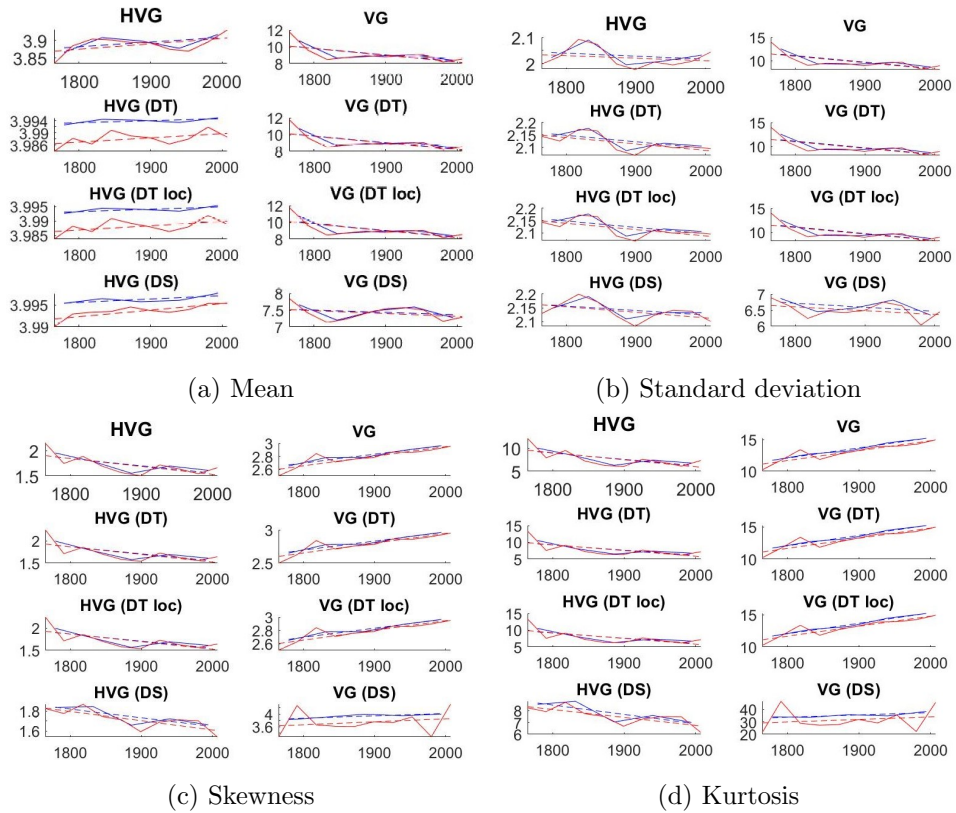 HVG
3.9
3.85
1800 1900 2000
VG
12
10
8
1800 1850 1900 1950 2000
HVG (DT)
3.994
3.99
3.986
1800 1900 2000
VG (DT)
12
10
8
1800 1850 1900 1950 2000
HVG (DT loc)
3.995
3.99
3.985
1800 1900 2000
VG (DT loc)
12
10
8
1800 1850 1900 1950 2000
HVG (DS)
3.995
3.99
1800 1900 2000
VG (DS)
8
7.5
7
1800 1850 1900 1950 2000
(a) Mean
HVG
2.1
2
1800 1900 2000
VG
15
10
1800 1900 2000
HVG (DT)
2.2
2.15
2.1
1800 1900 2000
VG (DT)
15
10
1800 1900 2000
HVG (DT loc)
2.2
2.15
2.1
1800 1900 2000
VG (DT loc)
15
10
1800 1900 2000
HVG (DS)
2.2
2.15
2.1
1800 1900 2000
VG (DS)
7
6.5
6
1800 1900 2000
(b) Standard deviation
HVG
2
1.5
1800 1900 2000
VG
3
2.8
2.6
1800 1900 2000
HVG (DT)
2
1.5
1800 1900 2000
VG (DT)
3
2.5
1800 1900 2000
HVG (DT loc)
2
1.5
1800 1900 2000
VG (DT loc)
3
2.8
2.6
1800 1900 2000
HVG (DS)
1.8
1.6
1800 1900 2000
VG (DS)
4
3.6
1800 1900 2000
(c) Skewness
HVG
10
5
1800 1900 2000
VG
15
10
1800 1900 2000
HVG (DT)
15
10
5
1800 1900 2000
VG (DT)
15
10
1800 1900 2000
HVG (DT loc)
15
10
5
1800 1900 2000
VG (DT loc)
15
10
1800 1900 2000
HVG (DS)
8
7
6
1800 1900 2000
VG (DS)
40
30
20
1800 1900 2000
(d) Kurtosis